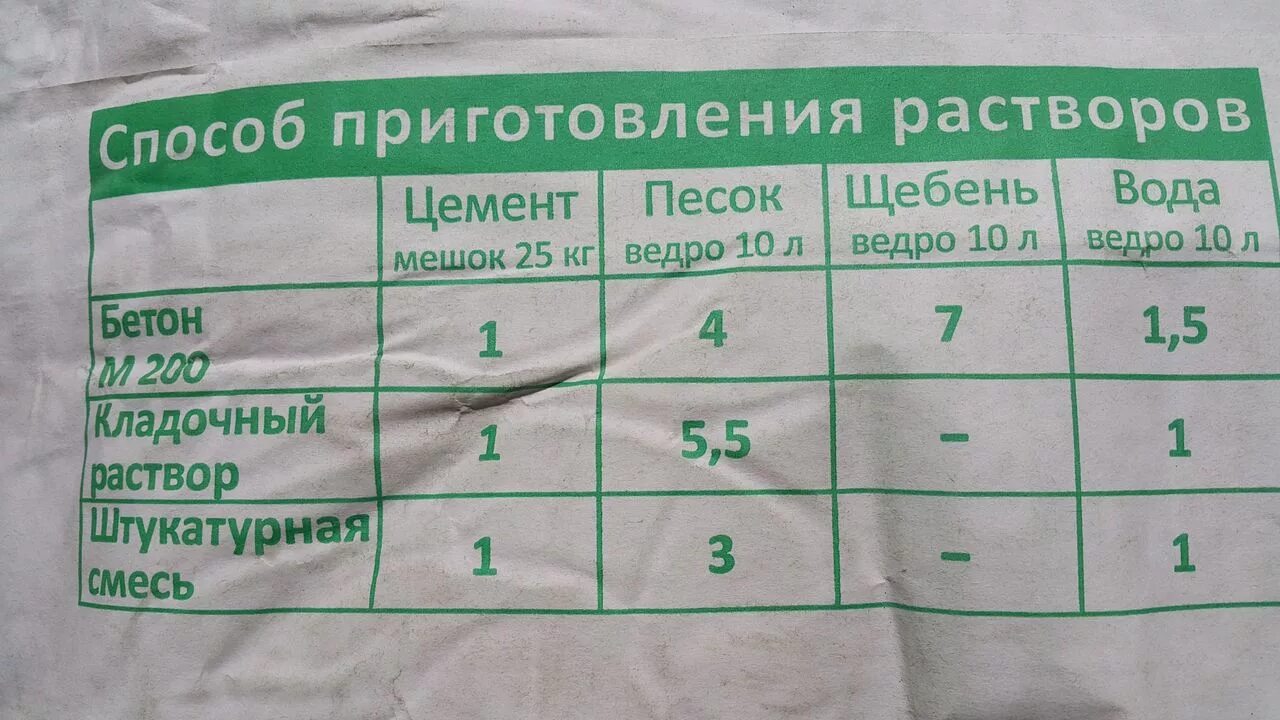 Способ приготовления растворов
Цемент Песок Щебень Вода
мешок 25 кг ведро 10 л ведро 10 л ведро 10 л
Бетон
М 200 1 4 7 1,5
Кладочный
раствор 1 5,5 – 1
Штукатурная
смесь 1 3 – 1